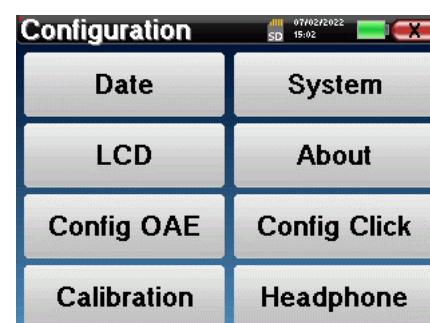 Configuration
SD
07/02/2022
15:02
X
Date
System
LCD
About
Config OAE
Config Click
Calibration
Headphone